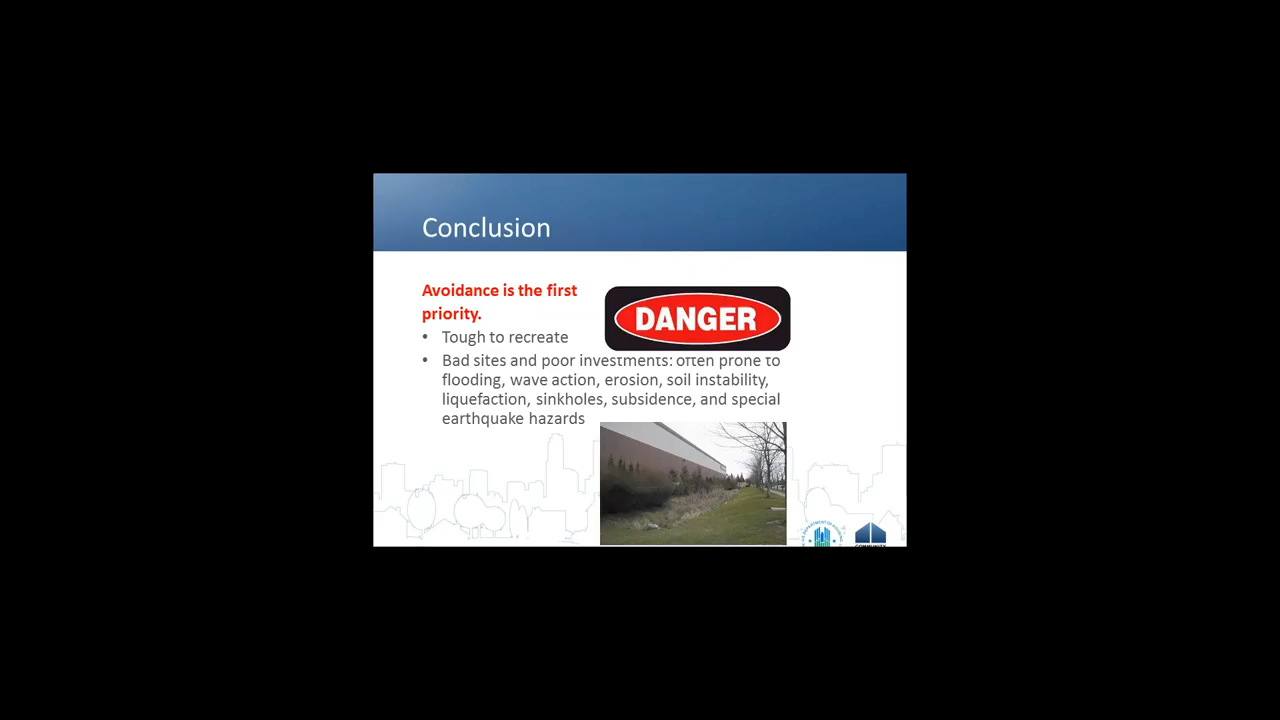 Conclusion
Avoidance is the first
priority.
DANGER
• Tough to recreate
• Bad sites and poor investments: often prone to
flooding, wave action, erosion, soil instability,
liquefaction, sinkholes, subsidence, and special
earthquake hazards
COMMUNITY